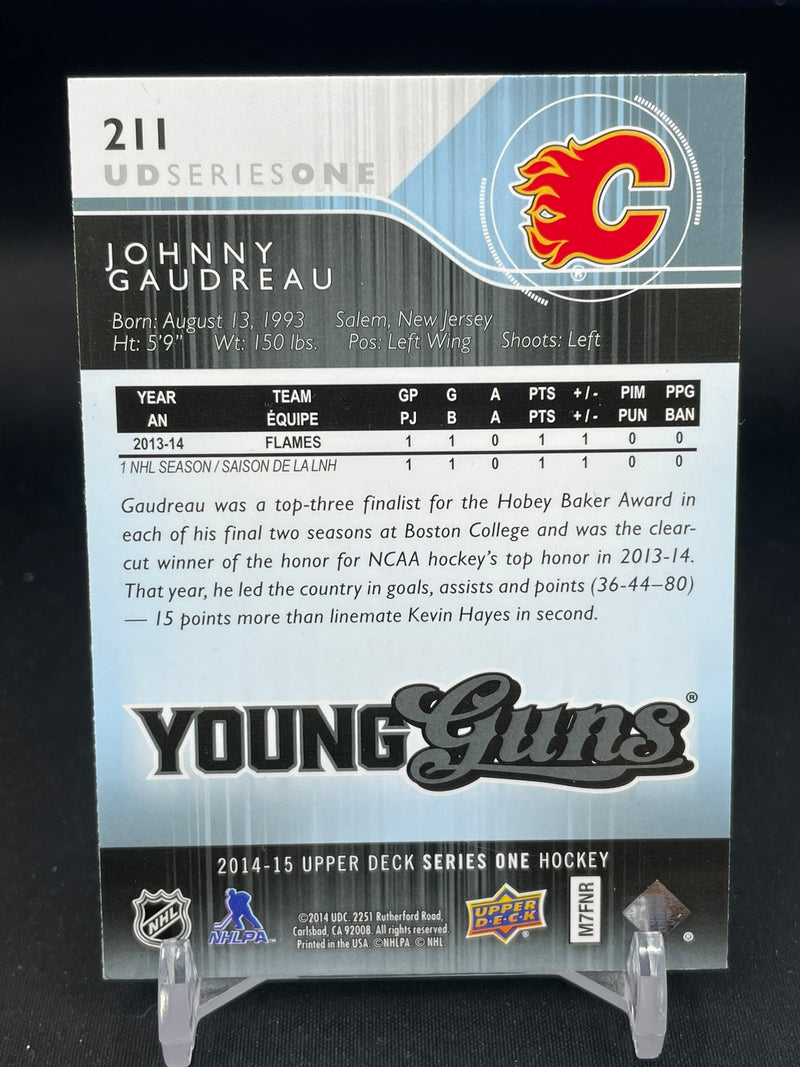 211
UD SERIES ONE
C
®
JOHNNY
GAUDREAU
Born: August 13, 1993 Salem, New Jersey
Ht: 5'9" Wt: 150 lbs. Pos: Left Wing Shoots: Left
YEAR TEAM GP G A PTS +/- PIM PPG
AN ÉQUIPE PJ B A PTS +/- PUN BAN
2013-14 FLAMES 1 1 0 1 1 0 0
1 NHL SEASON / SAISON DE LA LNH 1 1 0 1 1 0 0
Gaudreau was a top-three finalist for the Hobey Baker Award in
each of his final two seasons at Boston College and was the clear-
cut winner of the honor for NCAA hockey's top honor in 2013-14.
That year, he led the country in goals, assists and points (36-44–80)
— 15 points more than linemate Kevin Hayes in second.
YOUNG Guns ®
2014-15 UPPER DECK SERIES ONE HOCKEY
NHL
NHLPA™
©2014 UDC. 2251 Rutherford Road,
Carlsbad, CA 92008. All rights reserved.
Printed in the USA. ©NHLPA. © NHL.
UPPER
D·E·C·K ®
M7FNR
®